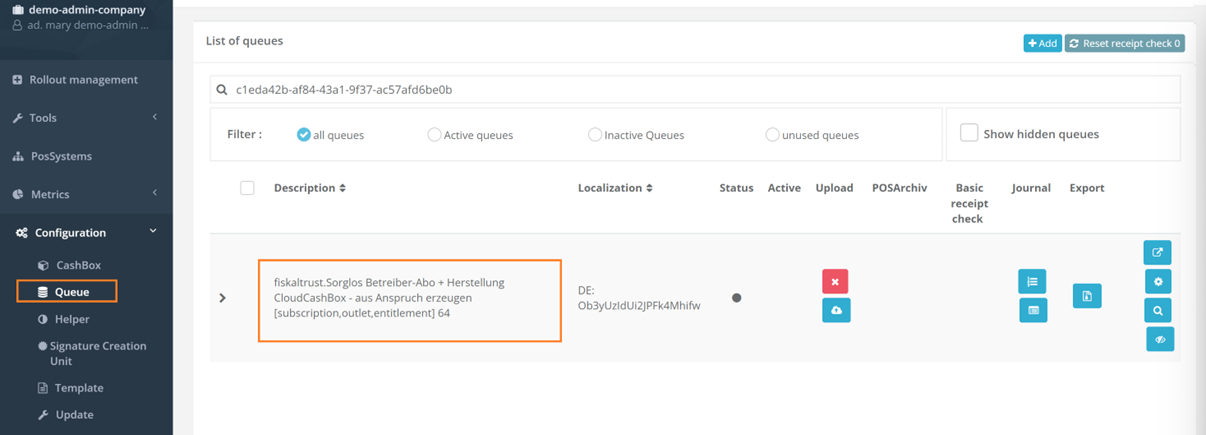 demo-admin-company
ad. mary demo-admin ...
Rollout management
Tools
PosSystems
Metrics
Configuration
CashBox
Queue
Helper
Signature Creation
Unit
Template
Update
List of queues
Add
Reset receipt check 0
c1eda42b-af84-43a1-9f37-ac57afd6be0b
Filter :
all queues
Active queues
Inactive Queues
unused queues
Show hidden queues
Description
Localization
Status
Active
Upload
POSArchiv
Basic
receipt
check
Journal
Export
fiskaltrust.Sorglos Betreiber-Abo + Herstellung
CloudCashBox - aus Anspruch erzeugen
[subscription,outlet,entitlement] 64
DE:
Ob3yUzIdUi2JPFk4Mhifw